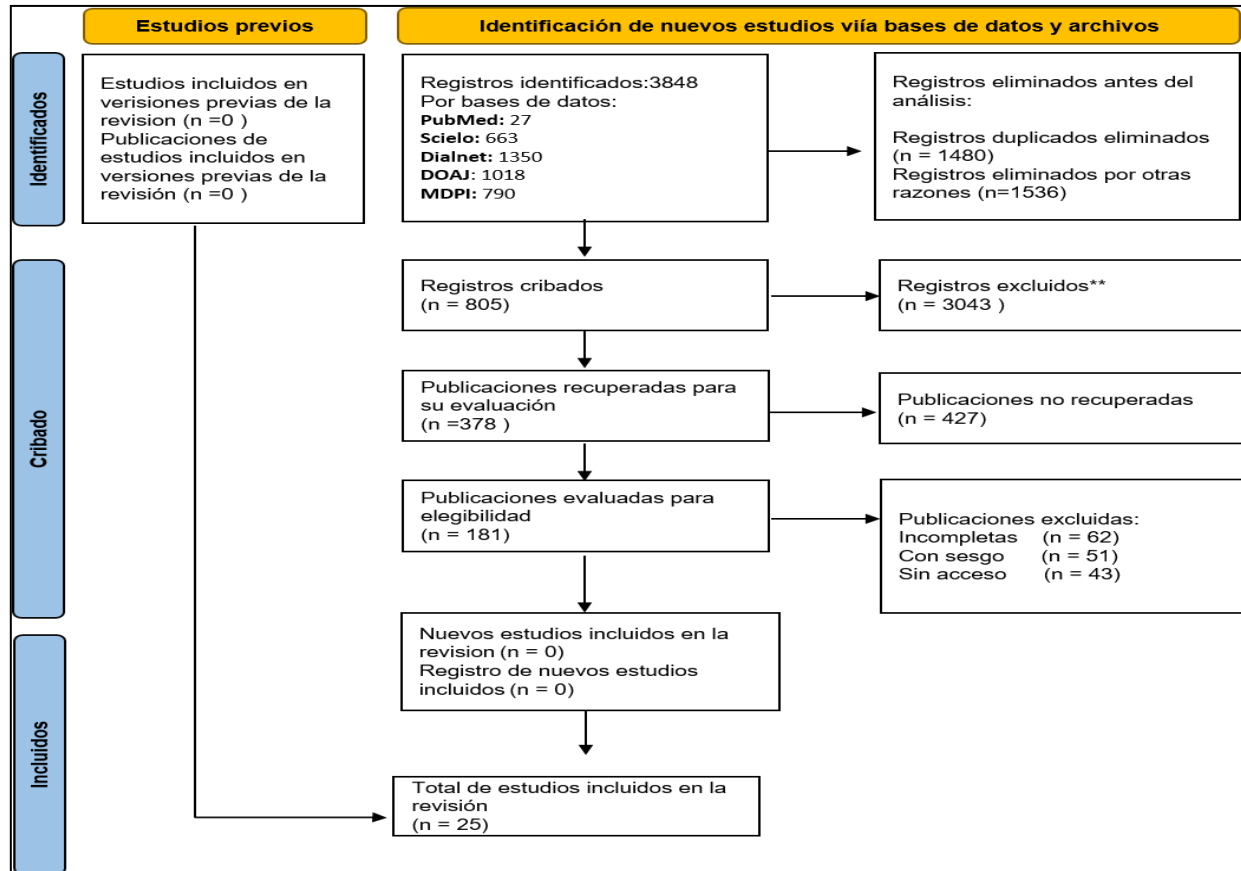 Estudios previos
Identificación de nuevos estudios viía bases de datos y archivos
Identificados
Estudios incluidos en
verisiones previas de la
revision (n =0 )
Publicaciones de
estudios incluidos en
versiones previas de la
revisión (n =0 )
Registros identificados:3848
Por bases de datos:
PubMed: 27
Scielo: 663
Dialnet: 1350
DOAJ: 1018
MDPI: 790
Registros eliminados antes del
análisis:
Registros duplicados eliminados
(n = 1480)
Registros eliminados por otras
razones (n=1536)
Cribado
Registros cribados
(n = 805)
Registros excluidos**
(n = 3043 )
Publicaciones recuperadas para
su evaluación
(n =378 )
Publicaciones no recuperadas
(n = 427)
Publicaciones evaluadas para
elegibilidad
(n = 181)
Publicaciones excluidas:
Incompletas (n = 62)
Con sesgo (n = 51)
Sin acceso (n = 43)
Incluidos
Nuevos estudios incluidos en la
revision (n = 0)
Registro de nuevos estudios
incluidos (n = 0)
Total de estudios incluidos en la
revisión
(n = 25)